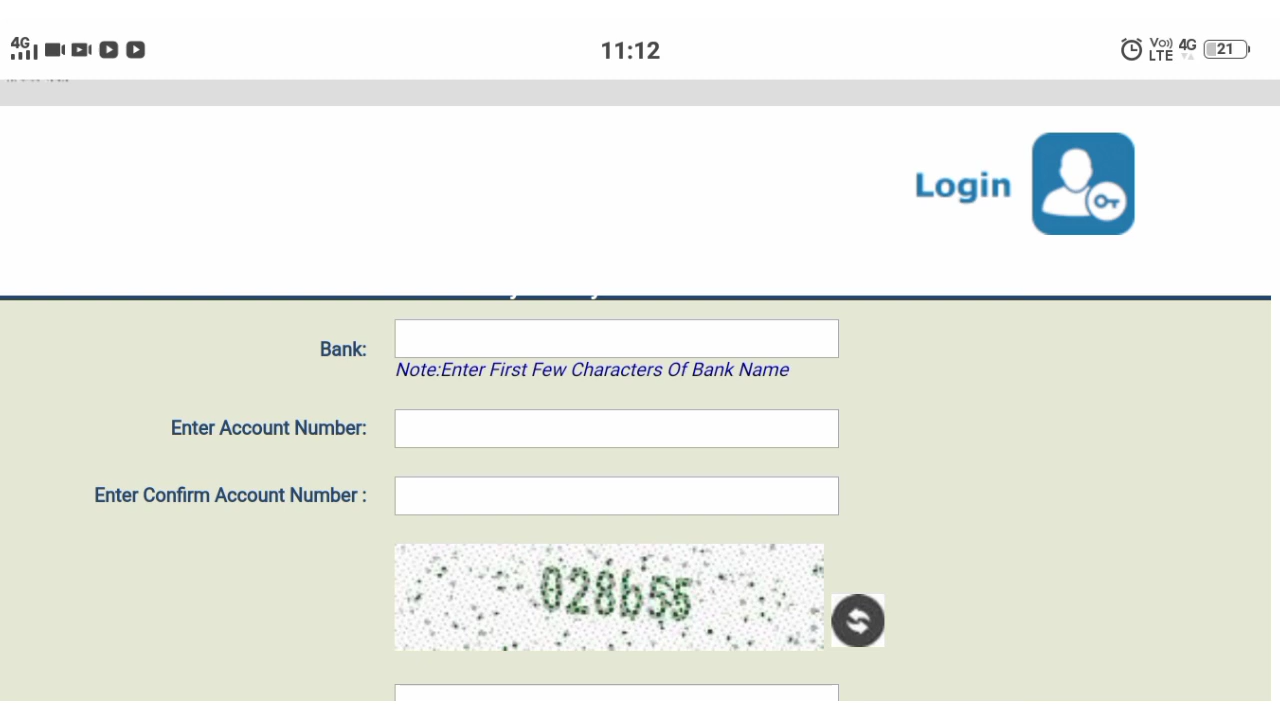 4G 11:12 Vo)) LTE 4G 21
Login
Bank:
Note:Enter First Few Characters Of Bank Name
Enter Account Number:
Enter Confirm Account Number :
028b55